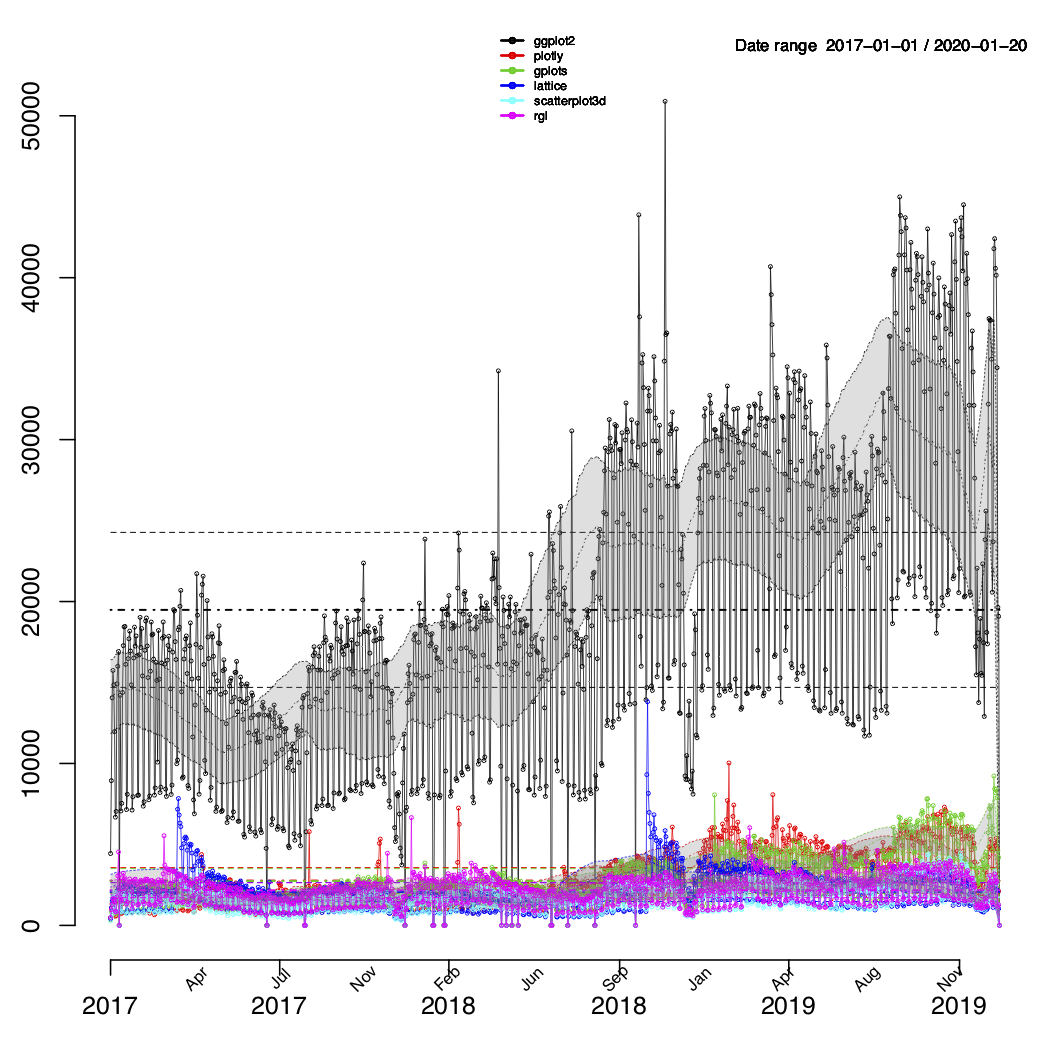 ggplot2
plotly
gplots
lattice
scatterplot3d
rgl
Date range 2017−01−01 / 2020−01−20
50000
40000
30000
20000
10000
0
Apr Jul Nov Feb Jun Sep Jan Apr Aug Nov
2017 2017 2018 2018 2019 2019